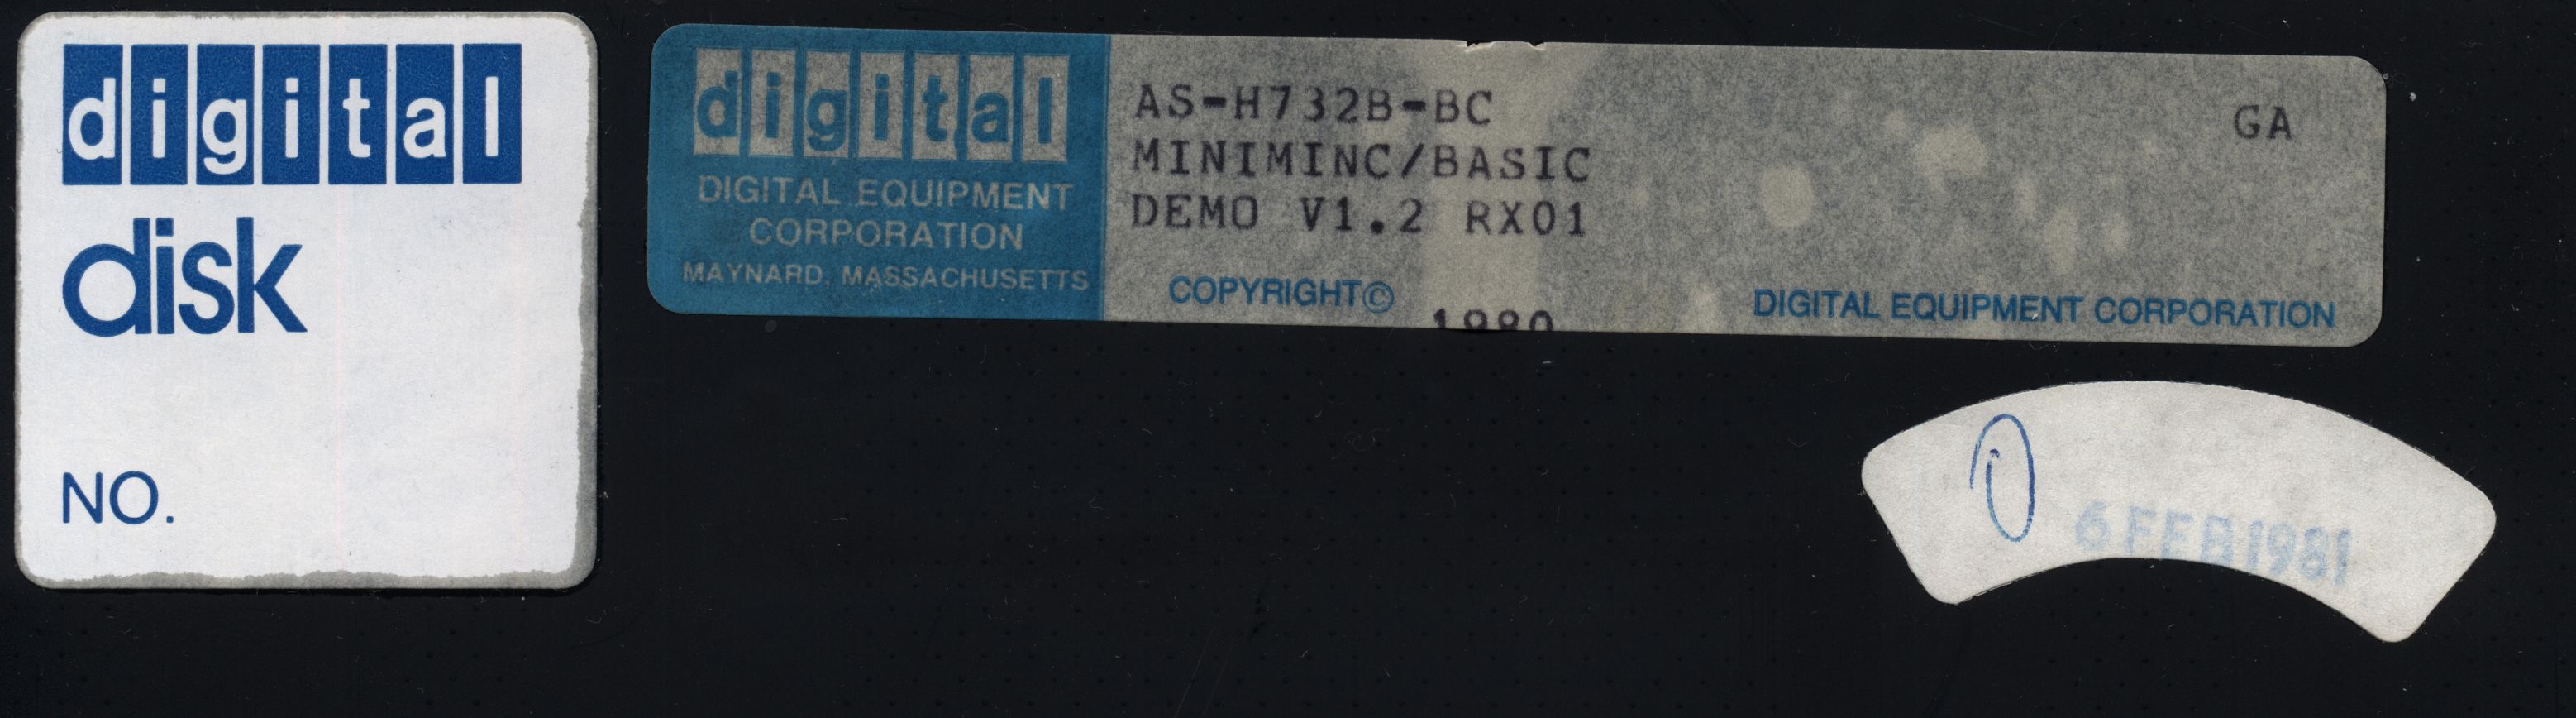 digital
disk
NO.
digital
DIGITAL EQUIPMENT
CORPORATION
MAYNARD, MASSACHUSETTS
AS-H732B-BC
MINIMINC/BASIC
DEMO V1.2 RX01
GA
COPYRIGHT©
1980
DIGITAL EQUIPMENT CORPORATION
6 FEB 1981